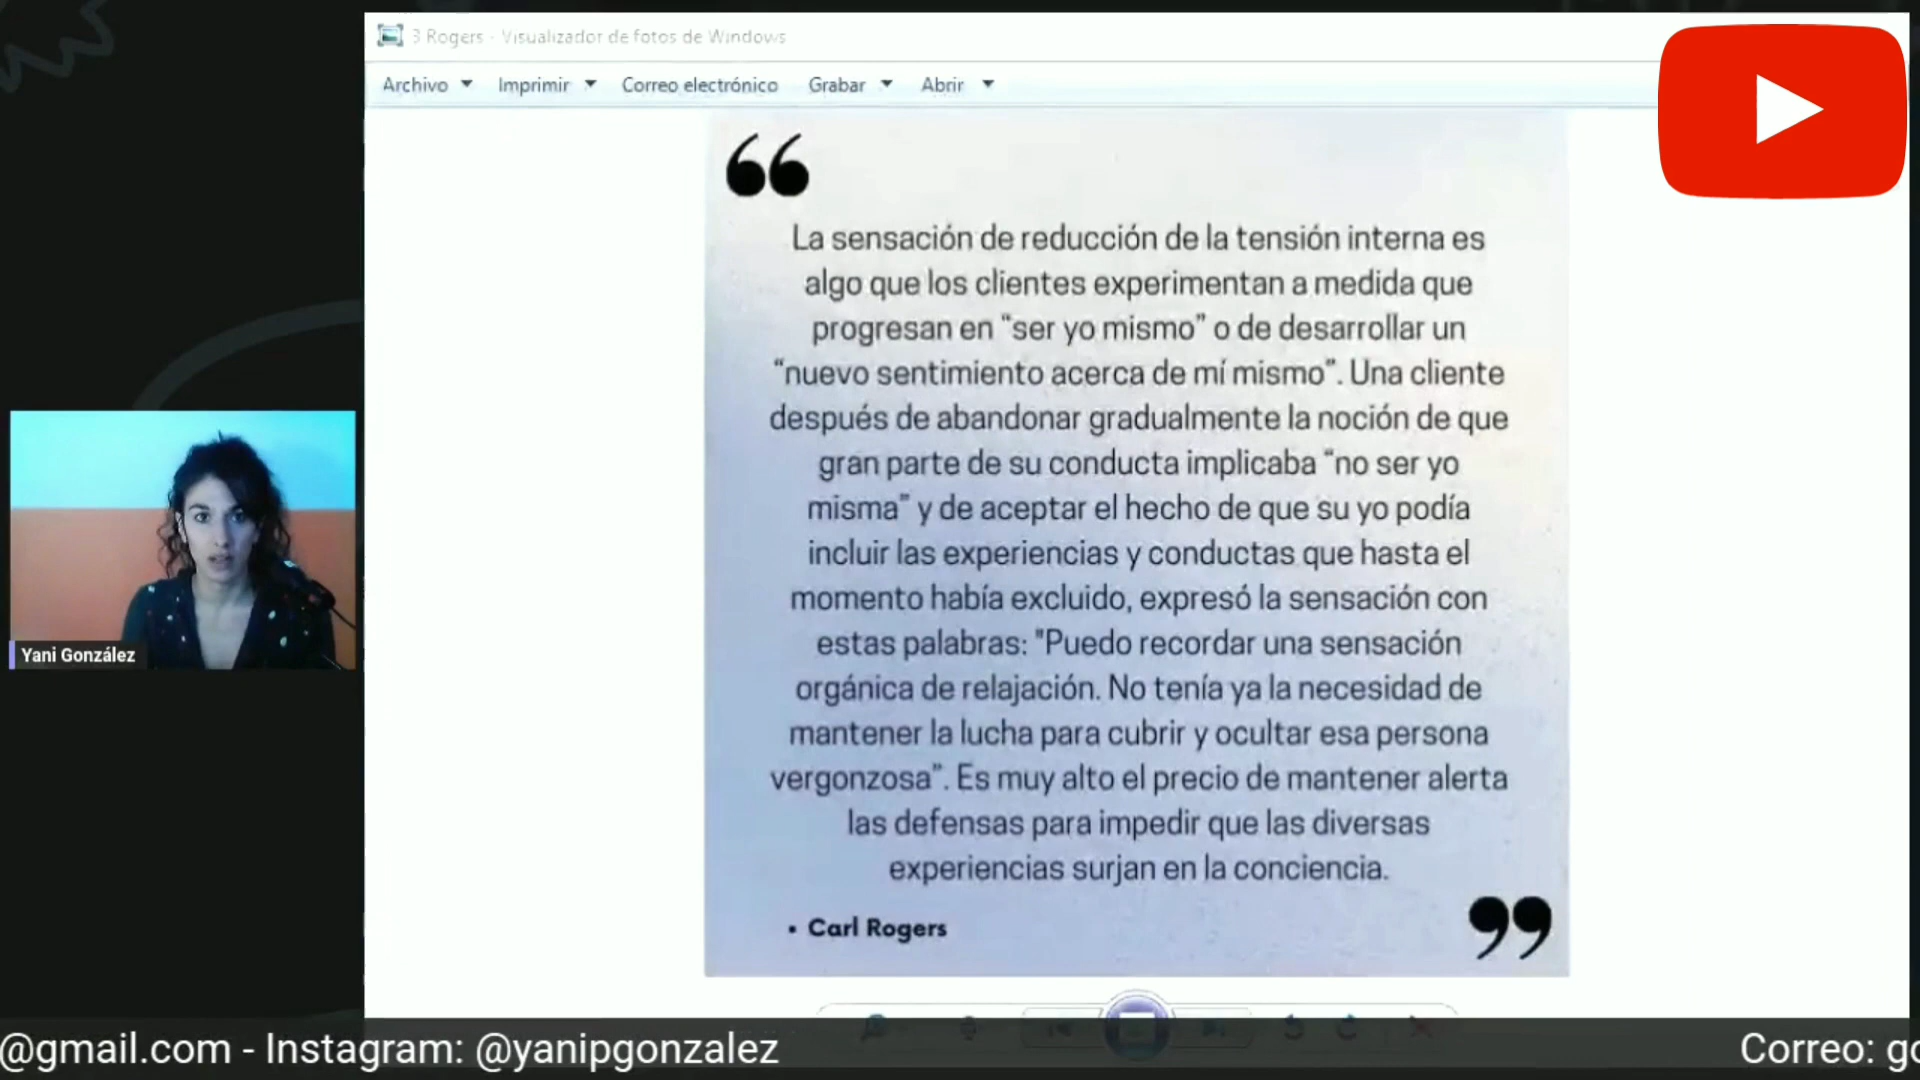 3 Rogers - Visualizador de fotos de Windows
Archivo Imprimir Correo electrónico Grabar Abrir
La sensación de reducción de la tensión interna es
algo que los clientes experimentan a medida que
progresan en “ser yo mismo” o de desarrollar un
“nuevo sentimiento acerca de mí mismo”. Una cliente
después de abandonar gradualmente la noción de que
gran parte de su conducta implicaba “no ser yo
misma” y de aceptar el hecho de que su yo podía
incluir las experiencias y conductas que hasta el
momento había excluido, expresó la sensación con
estas palabras: "Puedo recordar una sensación
orgánica de relajación. No tenía ya la necesidad de
mantener la lucha para cubrir y ocultar esa persona
vergonzosa”. Es muy alto el precio de mantener alerta
las defensas para impedir que las diversas
experiencias surjan en la conciencia.
• Carl Rogers
Yani González
@gmail.com - Instagram: @yanipgonzalez
Correo: go